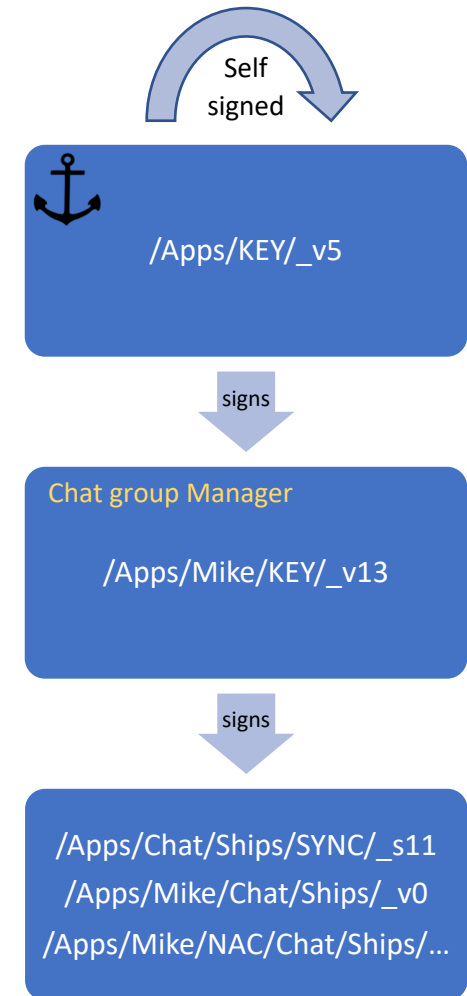 Self
signed
/Apps/KEY/_v5
signs
Chat group Manager
/Apps/Mike/KEY/_v13
signs
/Apps/Chat/Ships/SYNC/_s11
/Apps/Mike/Chat/Ships/_v0
/Apps/Mike/NAC/Chat/Ships/…